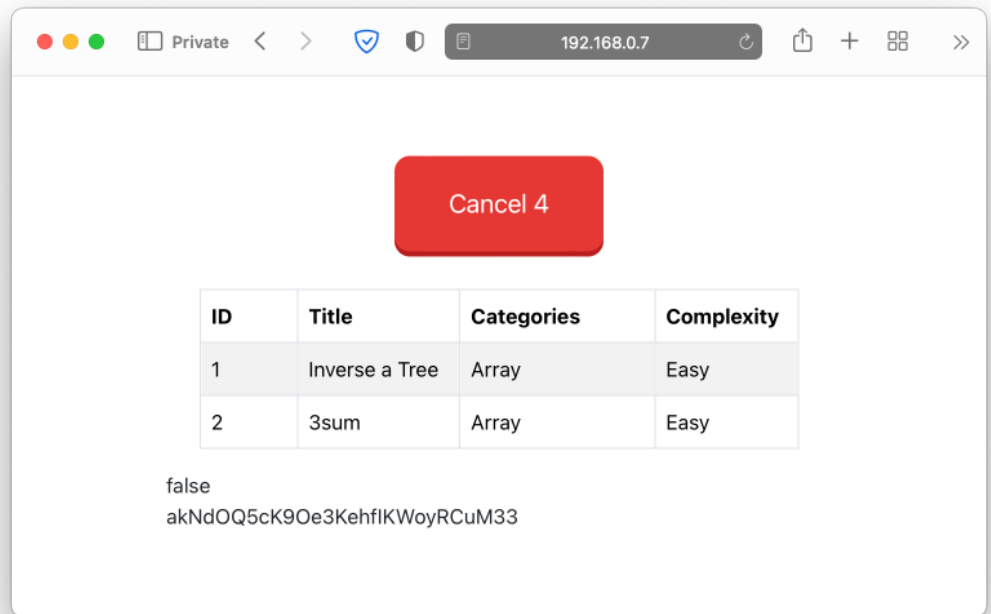 Private 192.168.0.7
Cancel 4
ID Title Categories Complexity
1 Inverse a Tree Array Easy
2 3sum Array Easy
false
akNdOQ5cK9Oe3KehflKWoyRCuM33